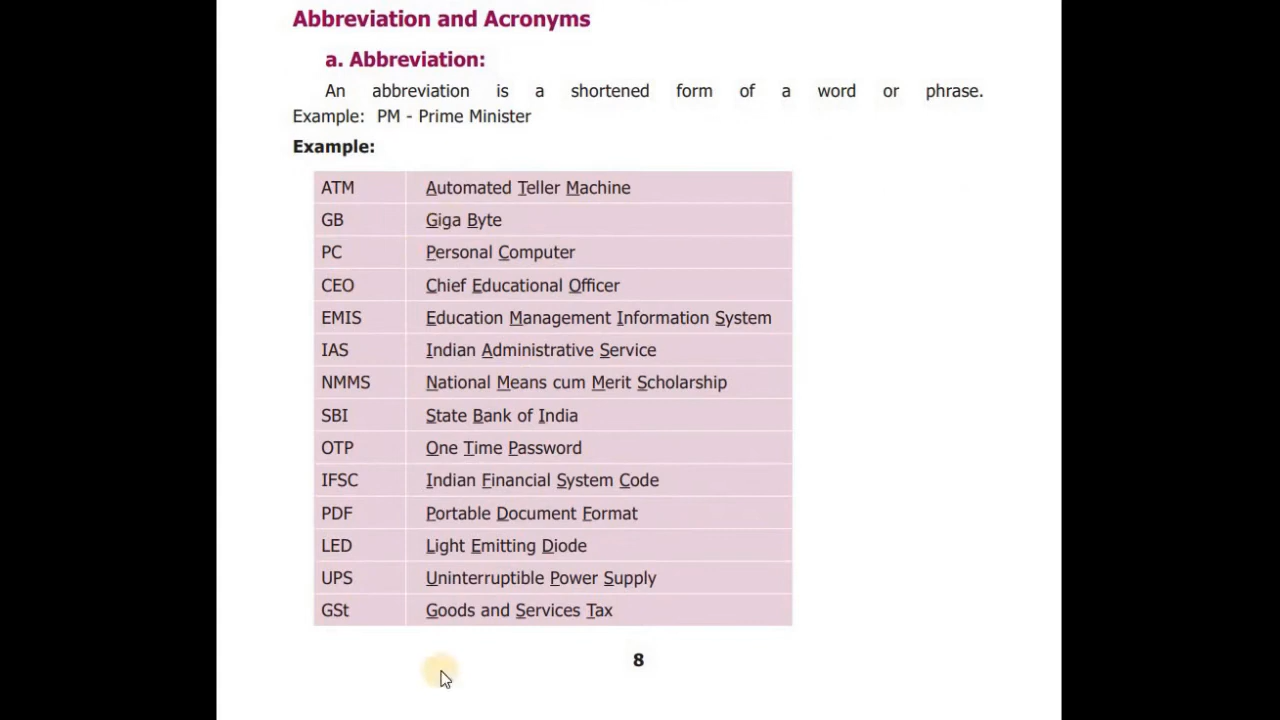 Abbreviation and Acronyms
a. Abbreviation:
An abbreviation is a shortened form of a word or phrase.
Example: PM - Prime Minister
Example:
ATM Automated Teller Machine
GB Giga Byte
PC Personal Computer
CEO Chief Educational Officer
EMIS Education Management Information System
IAS Indian Administrative Service
NMMS National Means cum Merit Scholarship
SBI State Bank of India
OTP One Time Password
IFSC Indian Financial System Code
PDF Portable Document Format
LED Light Emitting Diode
UPS Uninterruptible Power Supply
GSt Goods and Services Tax
8